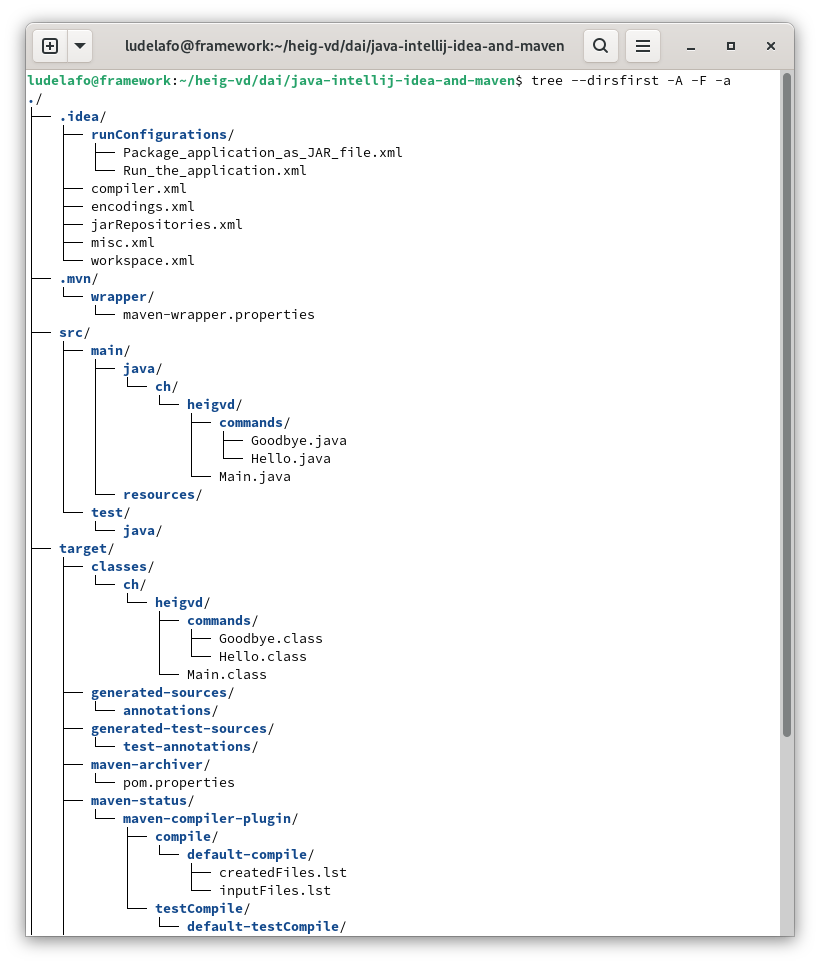 ludelafo@framework:~/heig-vd/dai/java-intellij-idea-and-maven
ludelafo@framework:~/heig-vd/dai/java-intellij-idea-and-maven$ tree --dirsfirst -A -F -a
./
├── .idea/
│   ├── runConfigurations/
│   │   ├── Package_application_as_JAR_file.xml
│   │   └── Run_the_application.xml
│   ├── compiler.xml
│   ├── encodings.xml
│   ├── jarRepositories.xml
│   ├── misc.xml
│   └── workspace.xml
├── .mvn/
│   └── wrapper/
│       └── maven-wrapper.properties
├── src/
│   ├── main/
│   │   ├── java/
│   │   │   └── ch/
│   │   │       └── heigvd/
│   │   │           ├── commands/
│   │   │           │   ├── Goodbye.java
│   │   │           │   └── Hello.java
│   │   │           └── Main.java
│   │   └── resources/
│   └── test/
│       └── java/
├── target/
│   ├── classes/
│   │   └── ch/
│   │       └── heigvd/
│   │           ├── commands/
│   │           │   ├── Goodbye.class
│   │           │   └── Hello.class
│   │           └── Main.class
│   ├── generated-sources/
│   │   └── annotations/
│   ├── generated-test-sources/
│   │   └── test-annotations/
│   ├── maven-archiver/
│   │   └── pom.properties
│   ├── maven-status/
│   │   └── maven-compiler-plugin/
│   │       ├── compile/
│   │       │   └── default-compile/
│   │       │       ├── createdFiles.lst
│   │       │       └── inputFiles.lst
│   │       └── testCompile/
│   │           └── default-testCompile/